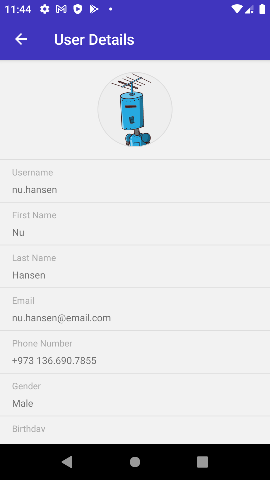 11:44
User Details
Username
nu.hansen
First Name
Nu
Last Name
Hansen
Email
nu.hansen@email.com
Phone Number
+973 136.690.7855
Gender
Male
Birthday